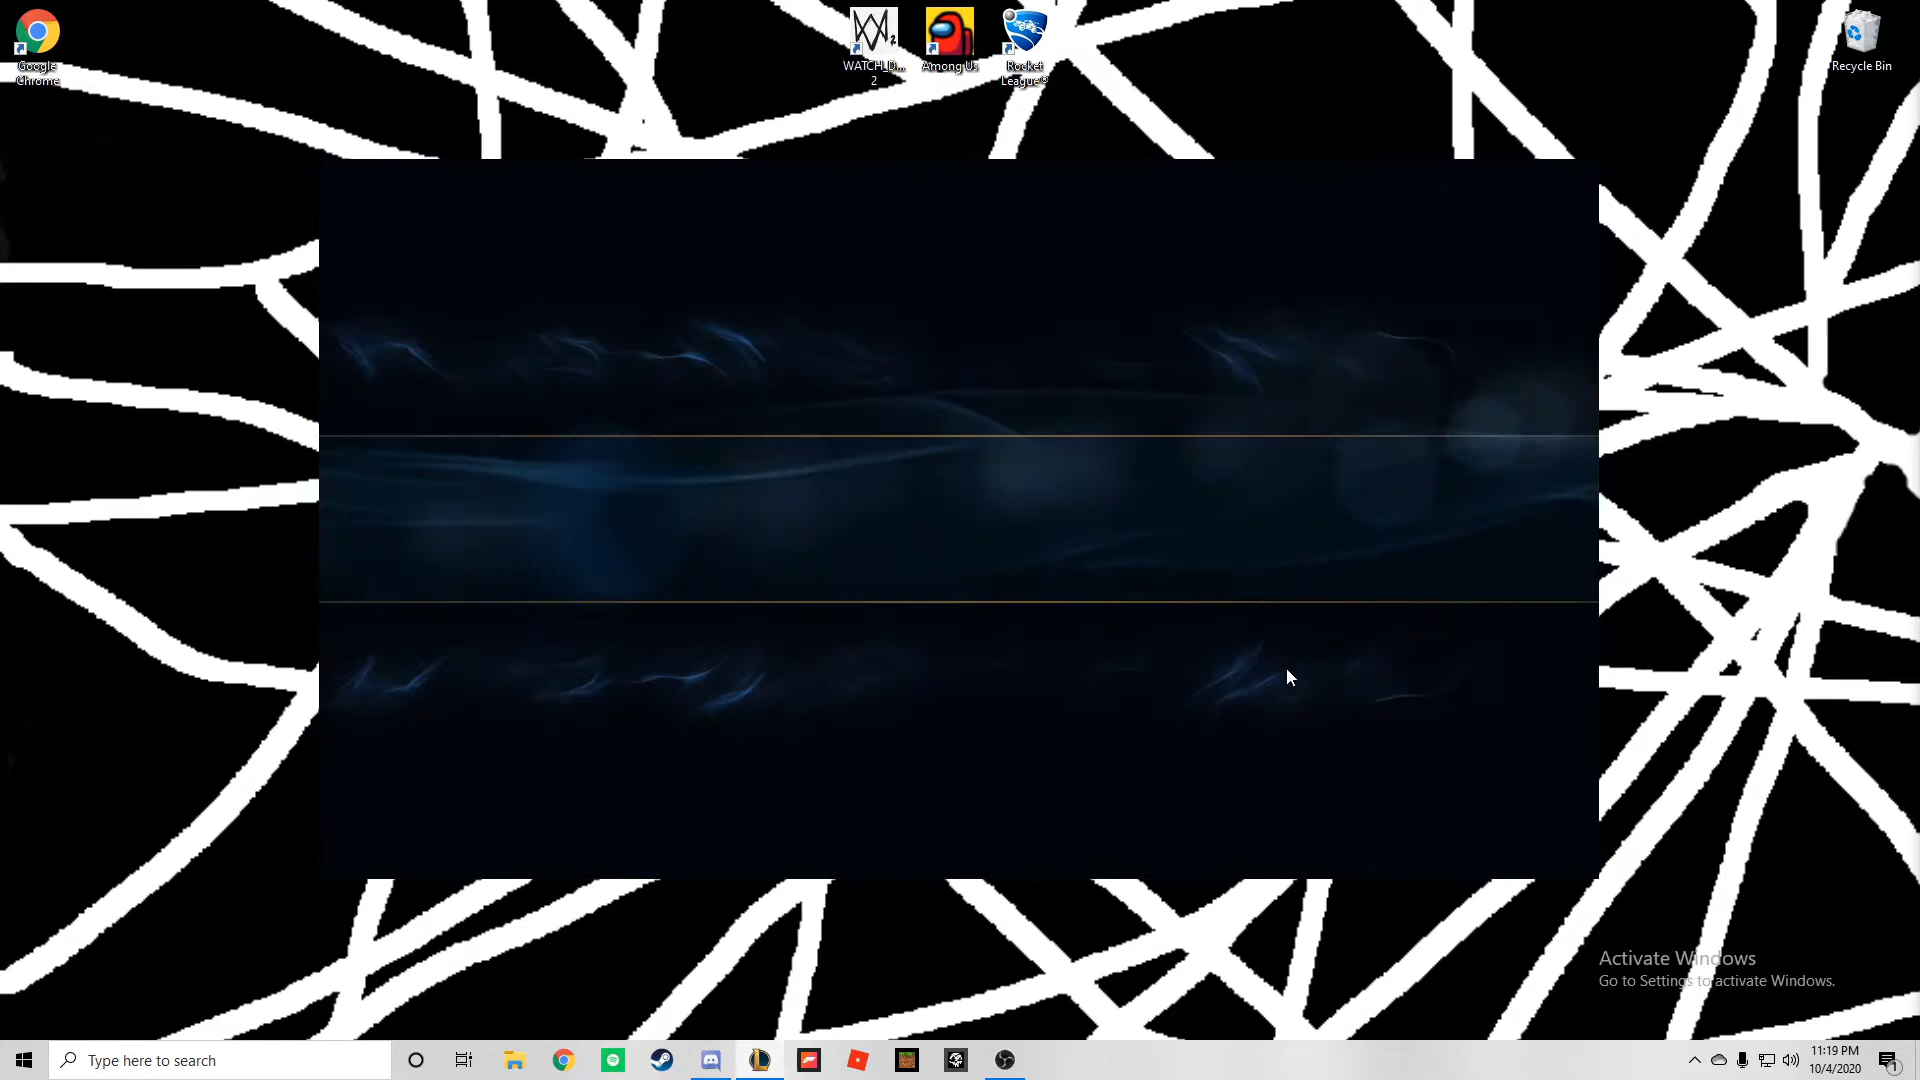 Google
Chrome
WATCH_D...
2
Among Us
Rocket
League®
Recycle Bin
Activate Windows
Go to Settings to activate Windows.
Type here to search
11:19 PM
10/4/2020
1